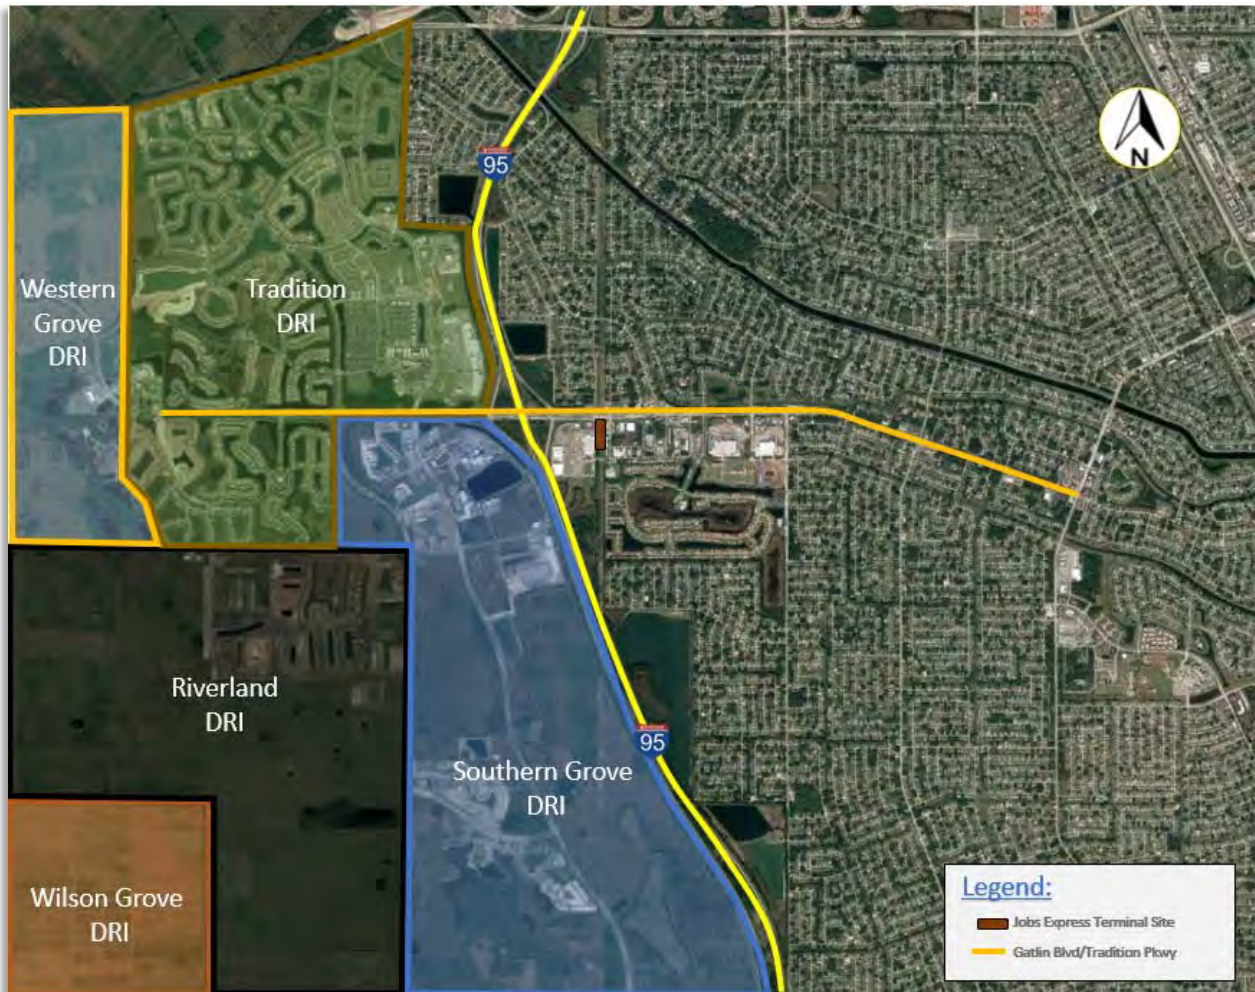 95
N
Western
Grove
DRI
Tradition
DRI
Riverland
DRI
95
Southern Grove
DRI
Wilson Grove
DRI
Legend:
Jobs Express Terminal Site
Gatlin Blvd/Tradition Pkwy